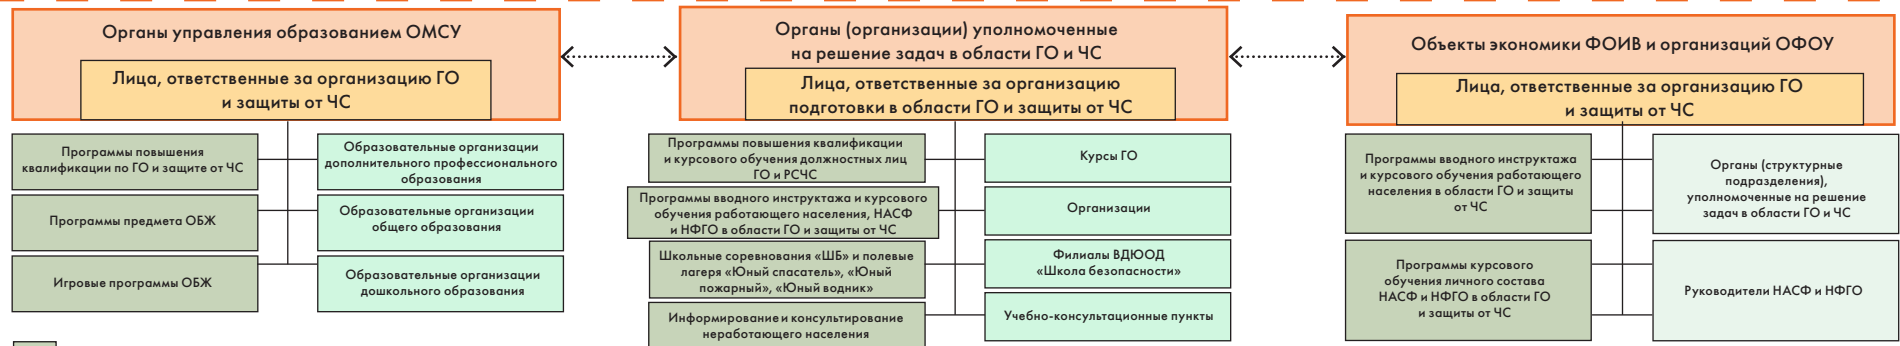 Органы управления образованием ОМСУ
Лица, ответственные за организацию ГО
и защиты от ЧС
Программы повышения
квалификации по ГО и защите от ЧС
Образовательные организации
дополнительного профессионального
образования
Программы предмета ОБЖ
Образовательные организации
общего образования
Игровые программы ОБЖ
Образовательные организации
дошкольного образования
Органы (организации) уполномоченные
на решение задач в области ГО и ЧС
Лица, ответственные за организацию
подготовки в области ГО и защиты от ЧС
Программы повышения квалификации
и курсового обучения должностных лиц
ГО и РСЧС
Курсы ГО
Программы вводного инструктажа и курсового
обучения работающего населения, НАСФ
и НФГО в области ГО и защиты от ЧС
Организации
Школьные соревнования «ШБ» и полевые
лагеря «Юный спасатель», «Юный
пожарный», «Юный водник»
Филиалы ВДЮОД
«Школа безопасности»
Информирование и консультирование
неработающего населения
Учебно-консультационные пункты
Объекты экономики ФОИВ и организаций ОФОУ
Лица, ответственные за организацию ГО
и защиты от ЧС
Программы вводного инструктажа
и курсового обучения работающего
населения в области ГО и защиты
от ЧС
Органы (структурные
подразделения),
уполномоченные на решение
задач в области ГО и ЧС
Программы курсового
обучения личного состава
НАСФ и НФГО в области ГО
и защиты от ЧС
Руководители НАСФ и НФГО